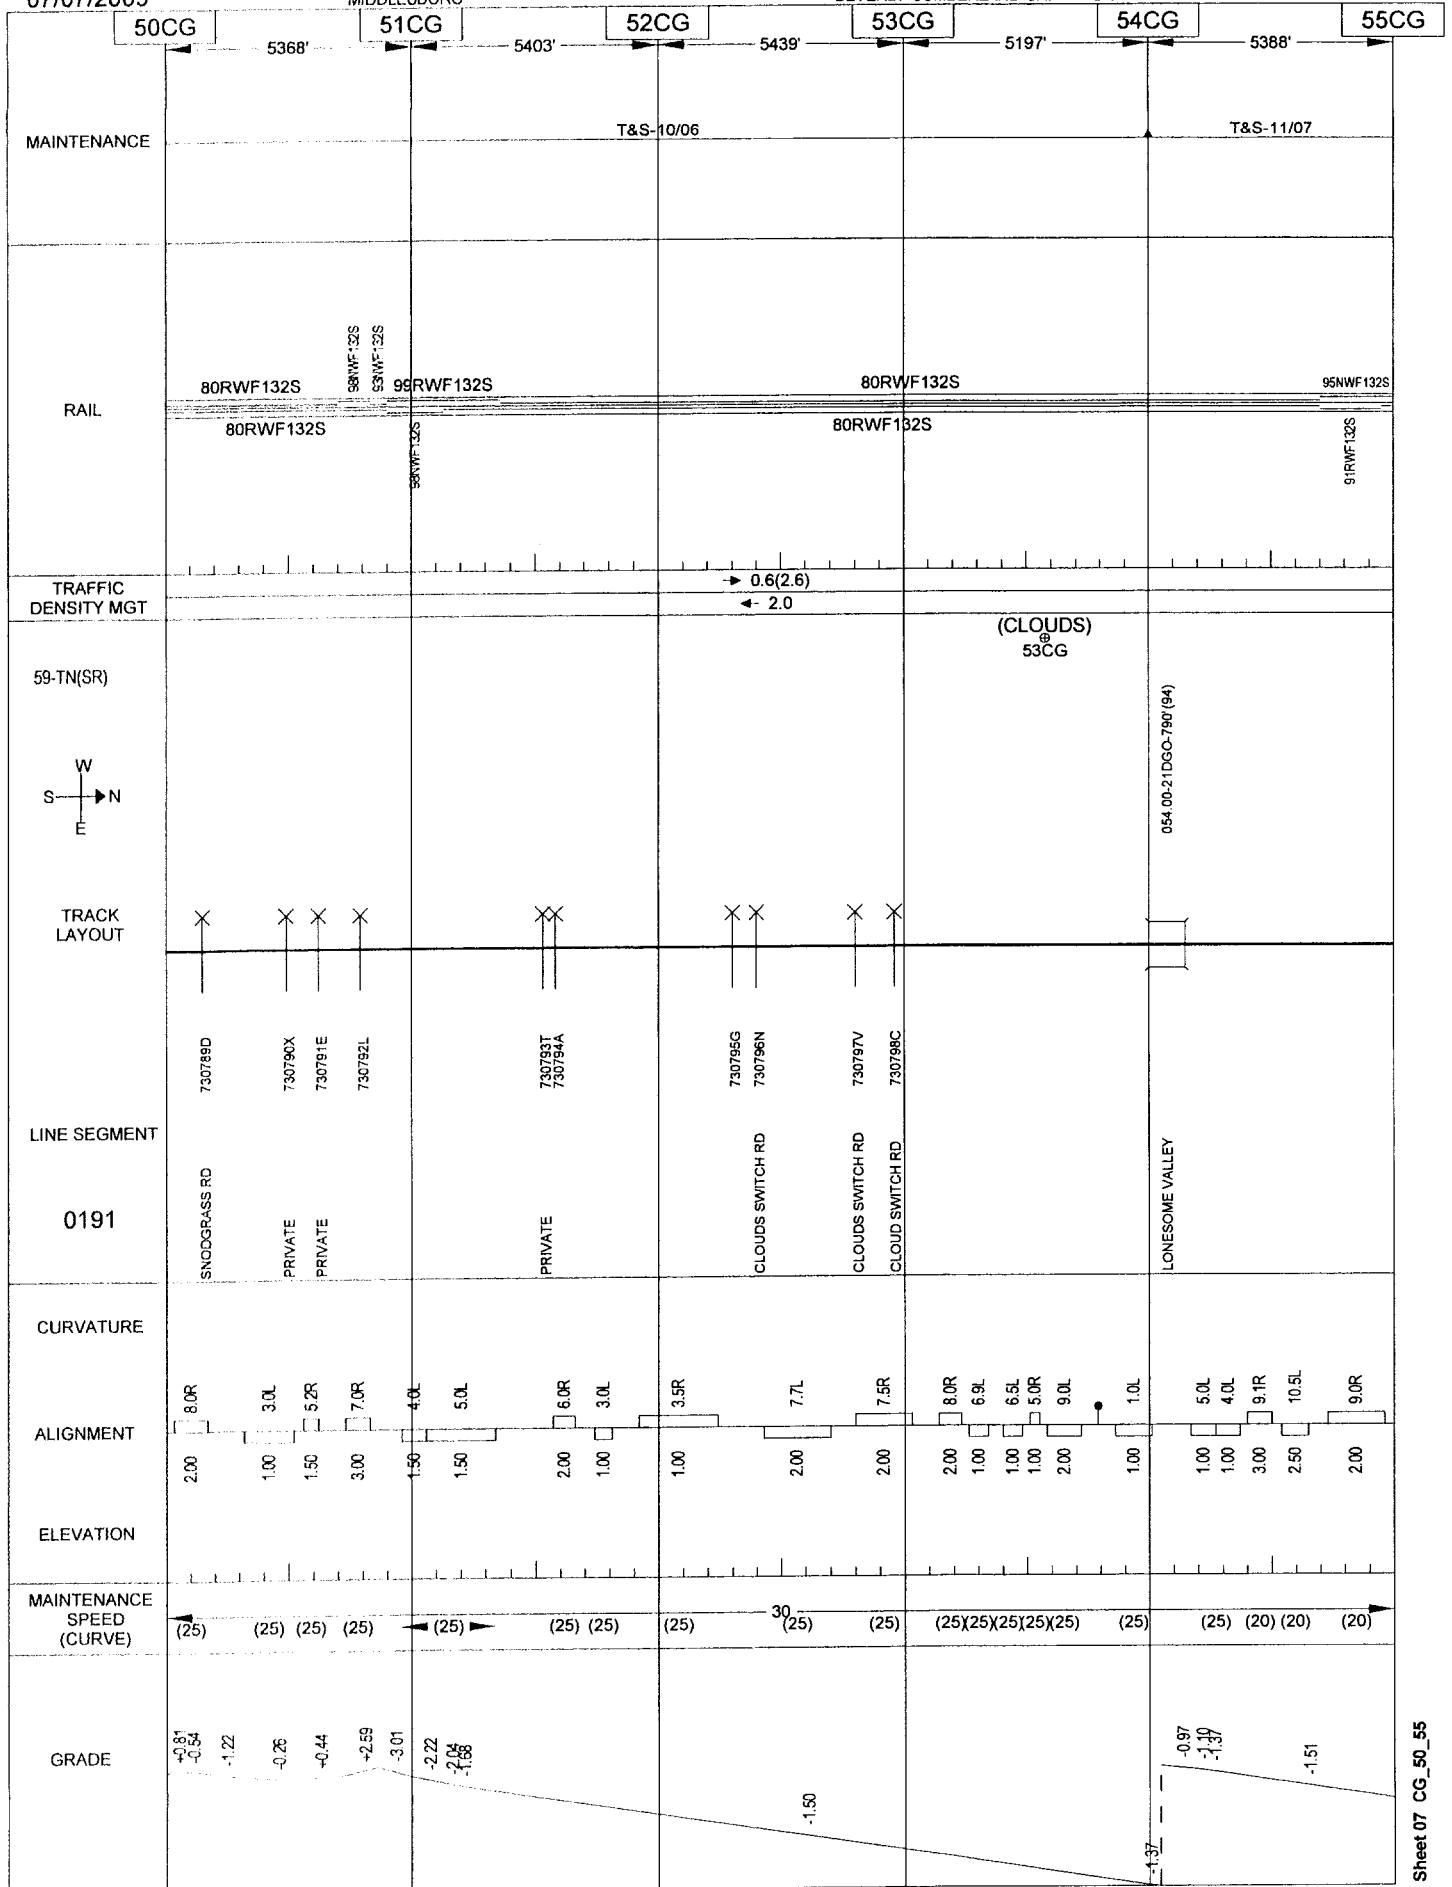 50CG 51CG 52CG 53CG 54CG 55CG
5368' 5403' 5439' 5197' 5388'
MAINTENANCE
T&S-10/06 T&S-11/07
RAIL
98NWF132S 93NWF132S
80RWF132S 99RWF132S 80RWF132S 95NWF132S
80RWF132S 80RWF132S
98NWF132S 91RWF132S
TRAFFIC
DENSITY MGT
0.6(2.6)
2.0
(CLOUDS)
53CG
59-TN(SR)
W
S N
E
054.00-21DGO-790'(94)
TRACK
LAYOUT
730789D 730790X 730791E 730792L 730793T 730794A 730795G 730796N 730797V 730798C
LINE SEGMENT
0191
SNODGRASS RD PRIVATE PRIVATE PRIVATE CLOUDS SWITCH RD CLOUDS SWITCH RD CLOUD SWITCH RD LONESOME VALLEY
CURVATURE
8.0R 3.0L 5.2R 7.0R 4.0L 5.0L 6.0R 3.0L 3.5R 7.7L 7.5R 8.0R 6.9L 6.5L 5.0R 9.0L 1.0L 5.0L 4.0L 9.1R 10.5L 9.0R
ALIGNMENT
2.00 1.00 1.50 3.00 1.50 1.50 2.00 1.00 1.00 2.00 2.00 2.00 1.00 1.00 1.00 2.00 1.00 1.00 1.00 3.00 2.50 2.00
ELEVATION
MAINTENANCE
SPEED
(CURVE)
30
(25) (25) (25) (25) (25) (25) (25) (25) (25) (25) (25)(25)(25)(25)(25) (25) (25) (20) (20) (20)
GRADE
+0.81 -0.54 -1.22 -0.26 +0.44 +2.59 -3.01 -2.22 -2.04 -1.68 -1.50 -1.37 -0.97 -1.10 -1.37 -1.51
Sheet 07 CG_50_55